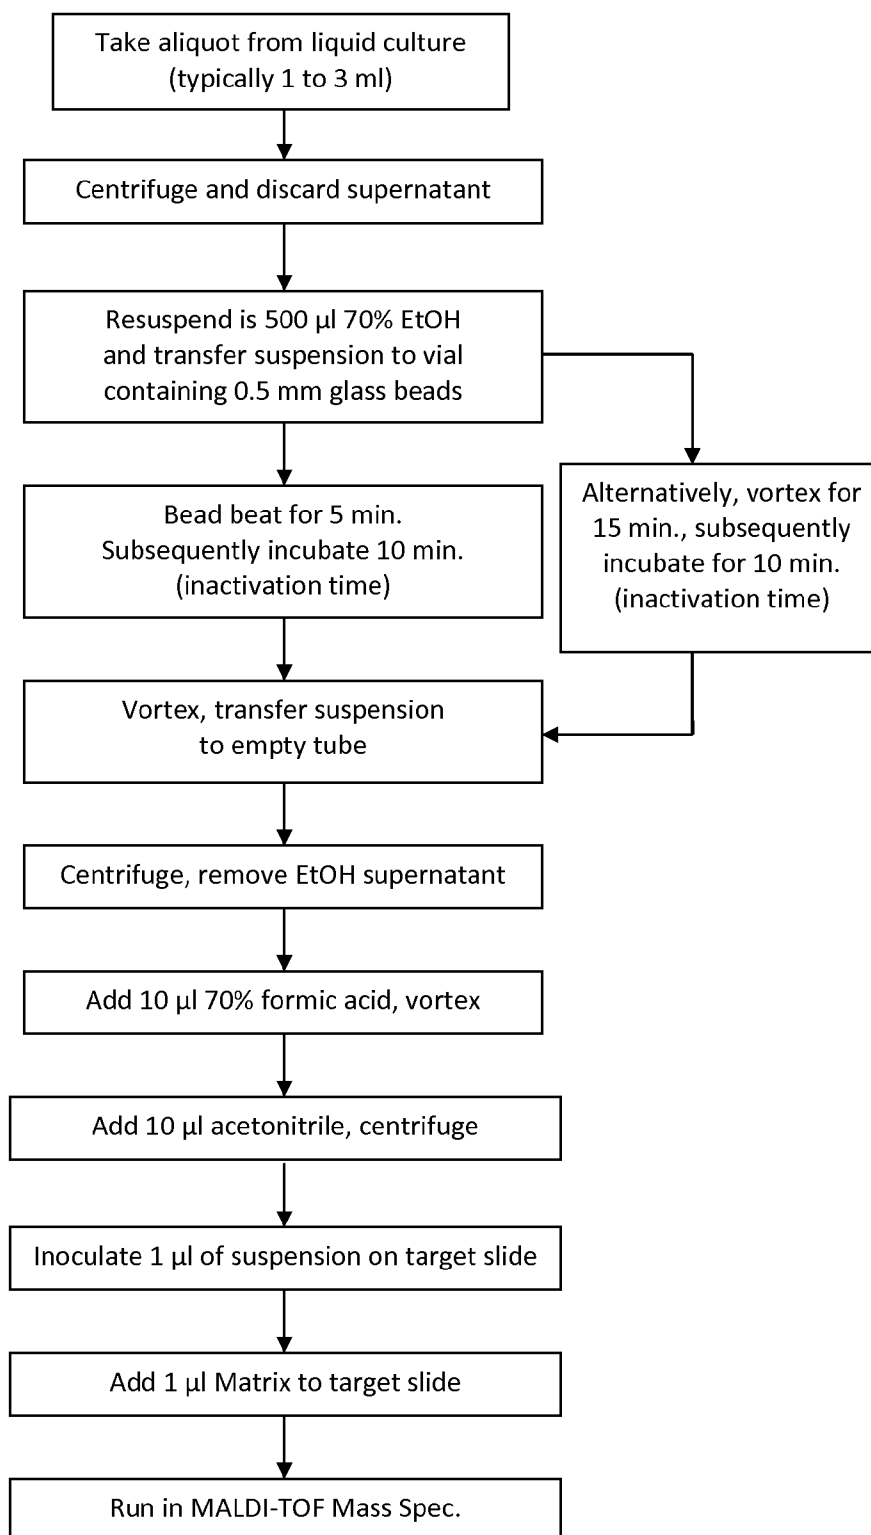 Take aliquot from liquid culture
(typically 1 to 3 ml)
Centrifuge and discard supernatant
Resuspend is 500 µl 70% EtOH
and transfer suspension to vial
containing 0.5 mm glass beads
Bead beat for 5 min.
Subsequently incubate 10 min.
(inactivation time)
Alternatively, vortex for
15 min., subsequently
incubate for 10 min.
(inactivation time)
Vortex, transfer suspension
to empty tube
Centrifuge, remove EtOH supernatant
Add 10 µl 70% formic acid, vortex
Add 10 µl acetonitrile, centrifuge
Inoculate 1 µl of suspension on target slide
Add 1 µl Matrix to target slide
Run in MALDI-TOF Mass Spec.